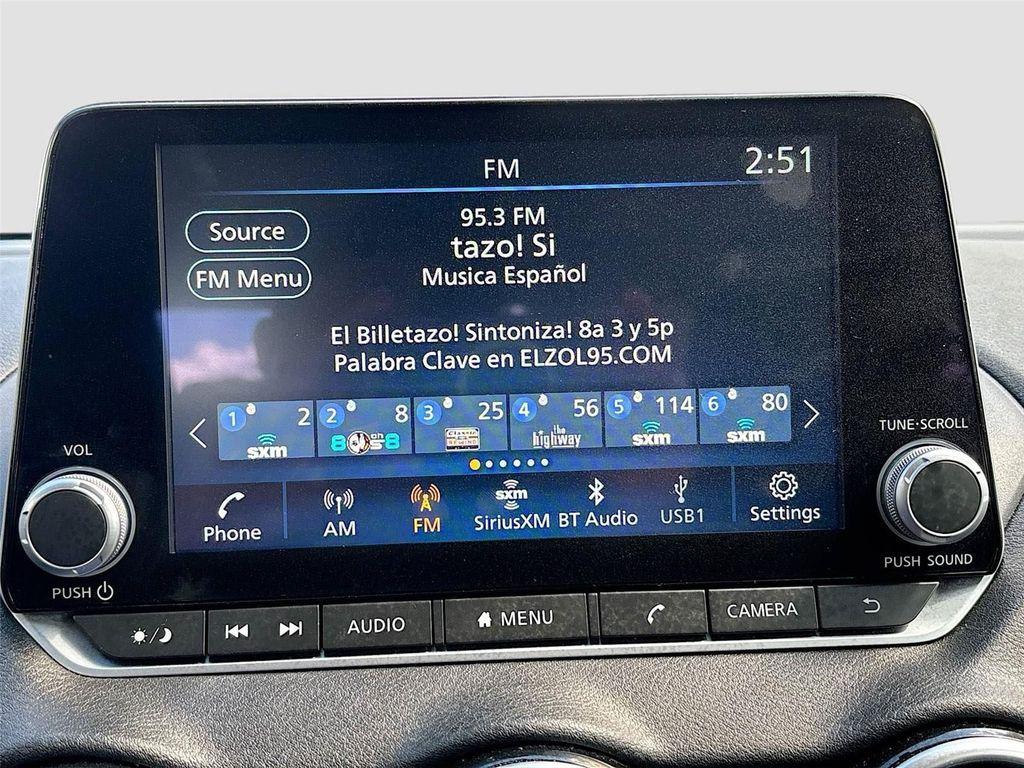 FM
2:51
Source
95.3 FM
tazo! Si
FM Menu
Musica Español
El Billetazo! Sintoniza! 8a 3 y 5p
Palabra Clave en ELZOL95.COM
1 2 2 8 3 25 4 56 5 114 6 80
sxm
Classic
REWIND
the
highway
sxm
sxm
VOL
TUNE·SCROLL
Phone
AM
FM
sxm
SiriusXM
BT Audio
USB1
Settings
PUSH
PUSH SOUND
AUDIO
MENU
CAMERA